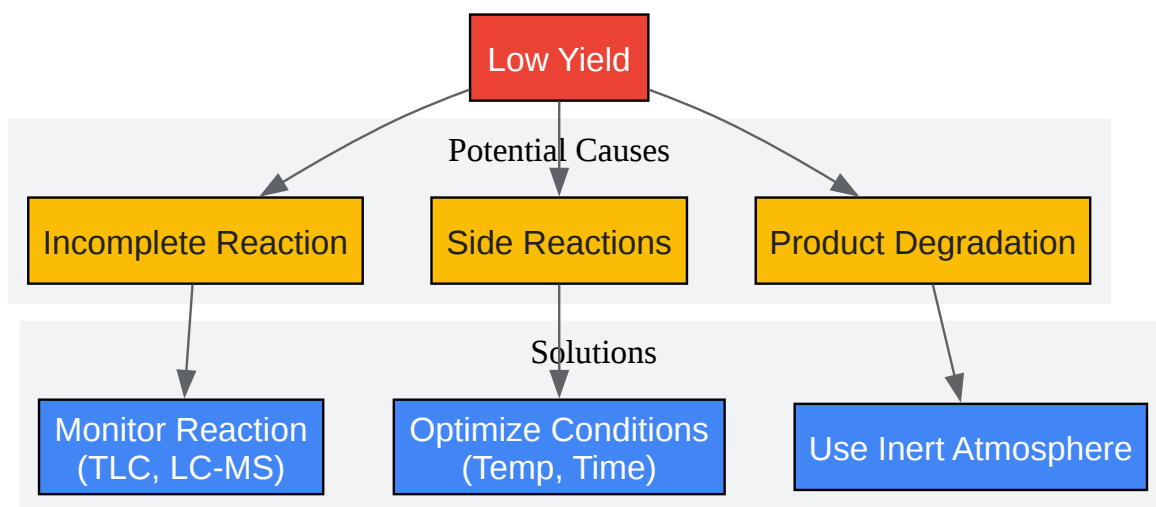 Low Yield
Potential Causes
Incomplete Reaction
Side Reactions
Product Degradation
Solutions
Monitor Reaction
(TLC, LC-MS)
Optimize Conditions
(Temp, Time)
Use Inert Atmosphere